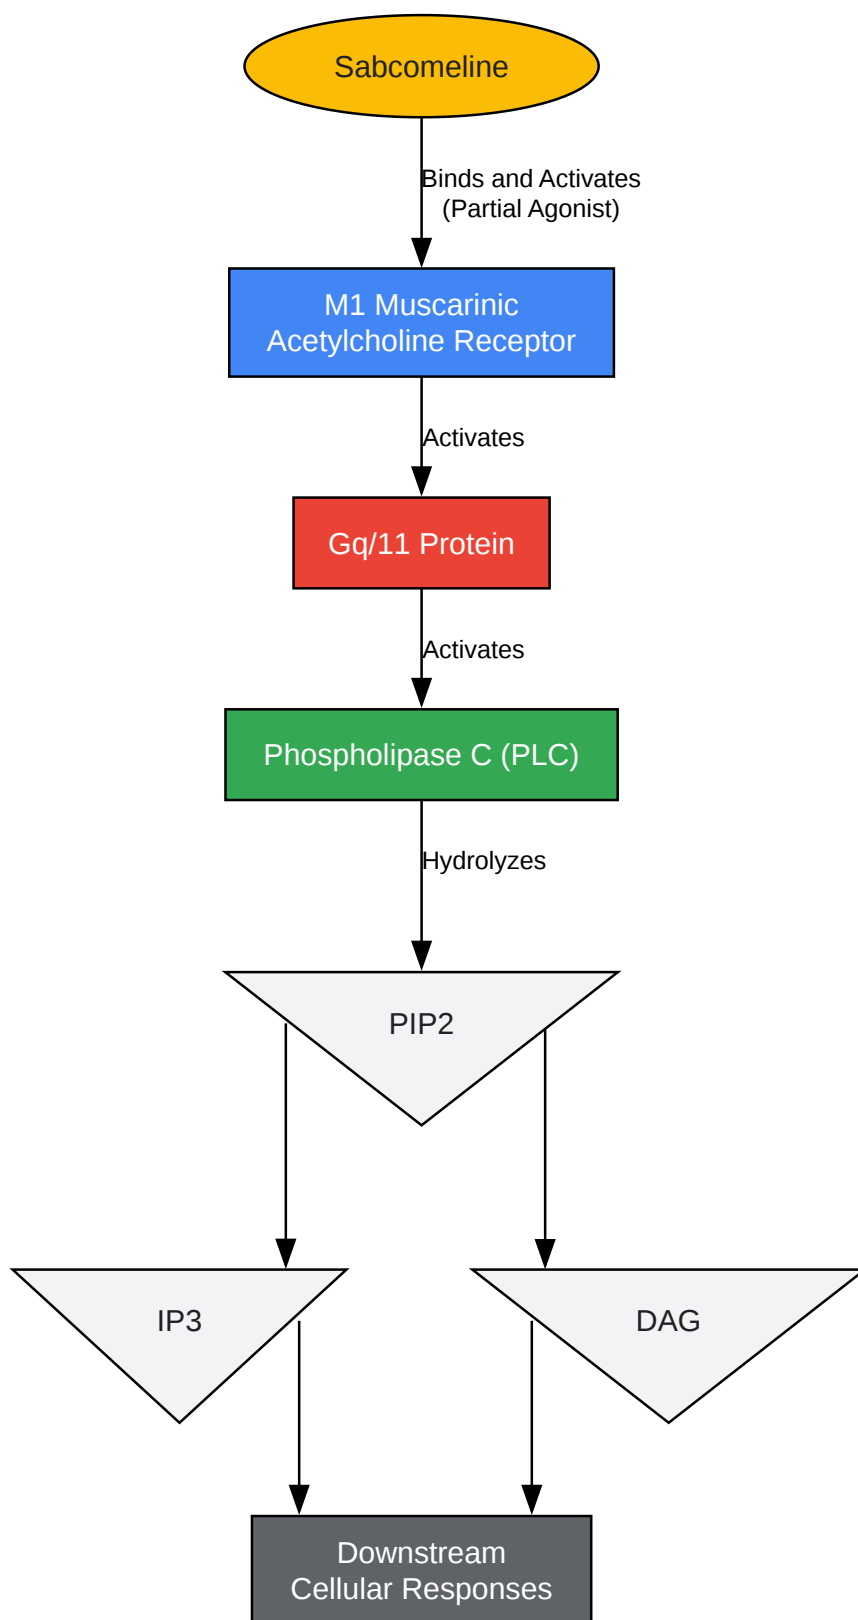 Sabcomeline
Binds and Activates
(Partial Agonist)
M1 Muscarinic
Acetylcholine Receptor
Activates
Gq/11 Protein
Activates
Phospholipase C (PLC)
Hydrolyzes
PIP2
IP3
DAG
Downstream
Cellular Responses